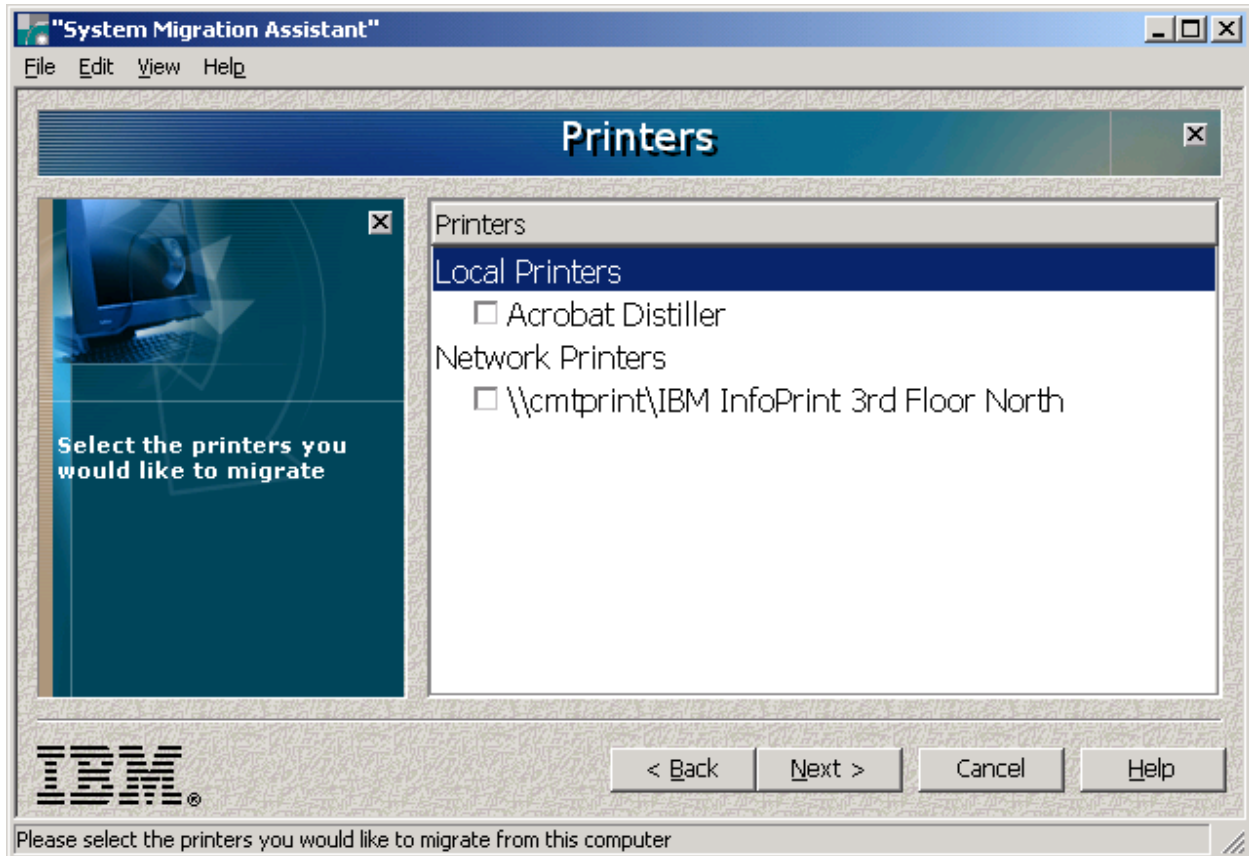 "System Migration Assistant"
File Edit View Help
Printers
Select the printers you
would like to migrate
Printers
Local Printers
Acrobat Distiller
Network Printers
\\cmtprint\IBM InfoPrint 3rd Floor North
IBM®
< Back Next > Cancel Help
Please select the printers you would like to migrate from this computer